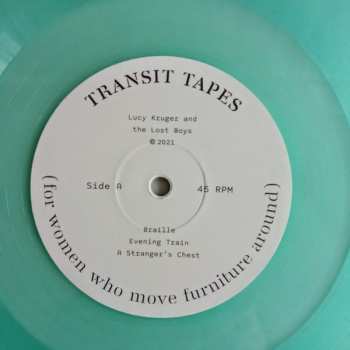 TRANSIT TAPES
Lucy Kruger and
the Lost Boys
©2021
Side A
45 RPM
Braille
Evening Train
A Stranger's Chest
(for women who move furniture around)